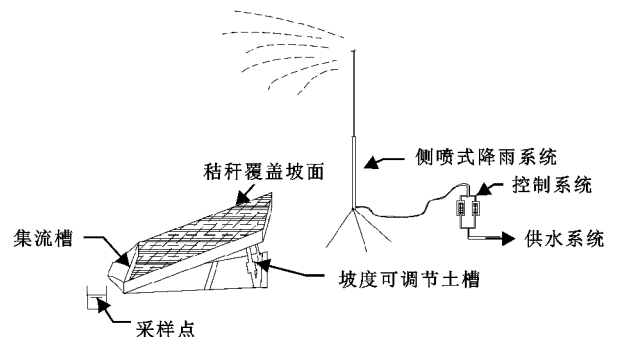 侧喷式降雨系统
秸秆覆盖坡面
控制系统
集流槽
供水系统
坡度可调节土槽
采样点